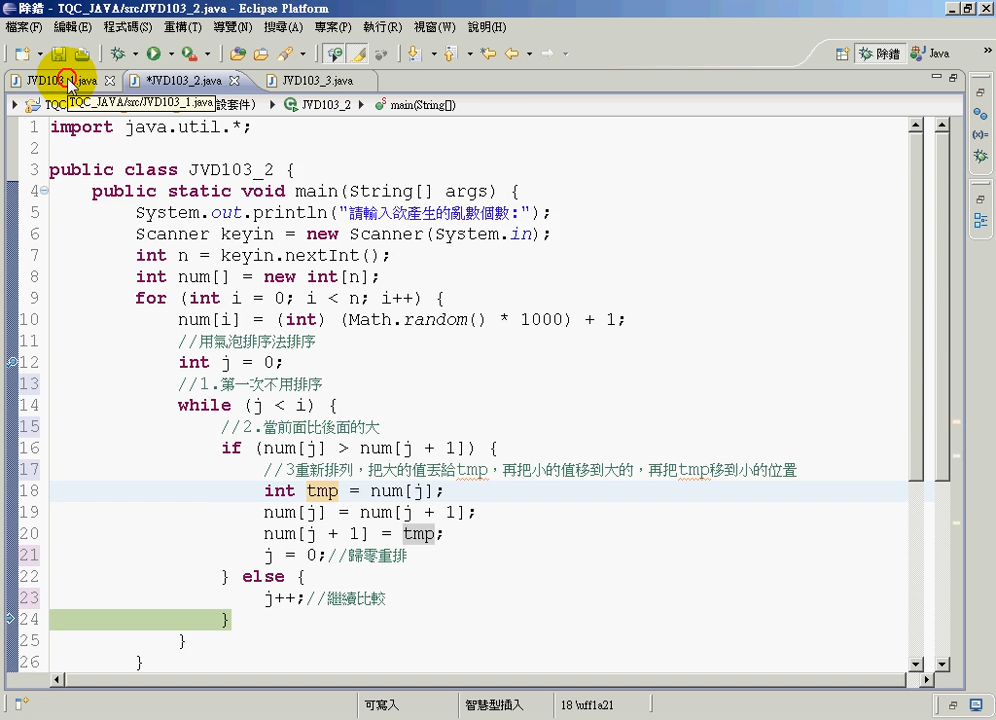 除錯 - TQC_JAVA/src/JVD103_2.java - Eclipse Platform
檔案(F) 編輯(E) 程式碼(S) 重構(T) 導覽(N) 搜尋(A) 專案(P) 執行(R) 視窗(W) 說明(H)
除錯 Java »
JVD103_1.java *JVD103_2.java JVD103_3.java
TQC_JAVA/src/JVD103_1.java 設套件) JVD103_2 main(String[])
1 import java.util.*;
2
3 public class JVD103_2 {
4 public static void main(String[] args) {
5 System.out.println("請輸入欲產生的亂數個數:");
6 Scanner keyin = new Scanner(System.in);
7 int n = keyin.nextInt();
8 int num[] = new int[n];
9 for (int i = 0; i < n; i++) {
10 num[i] = (int) (Math.random() * 1000) + 1;
11 //用氣泡排序法排序
12 int j = 0;
13 //1.第一次不用排序
14 while (j < i) {
15 //2.當前面比後面的大
16 if (num[j] > num[j + 1]) {
17 //3重新排列，把大的值丟給tmp，再把小的值移到大的，再把tmp移到小的位置
18 int tmp = num[j];
19 num[j] = num[j + 1];
20 num[j + 1] = tmp;
21 j = 0;//歸零重排
22 } else {
23 j++;//繼續比較
24 }
25 }
26 }
可寫入 智慧型插入 18 \uff1a21